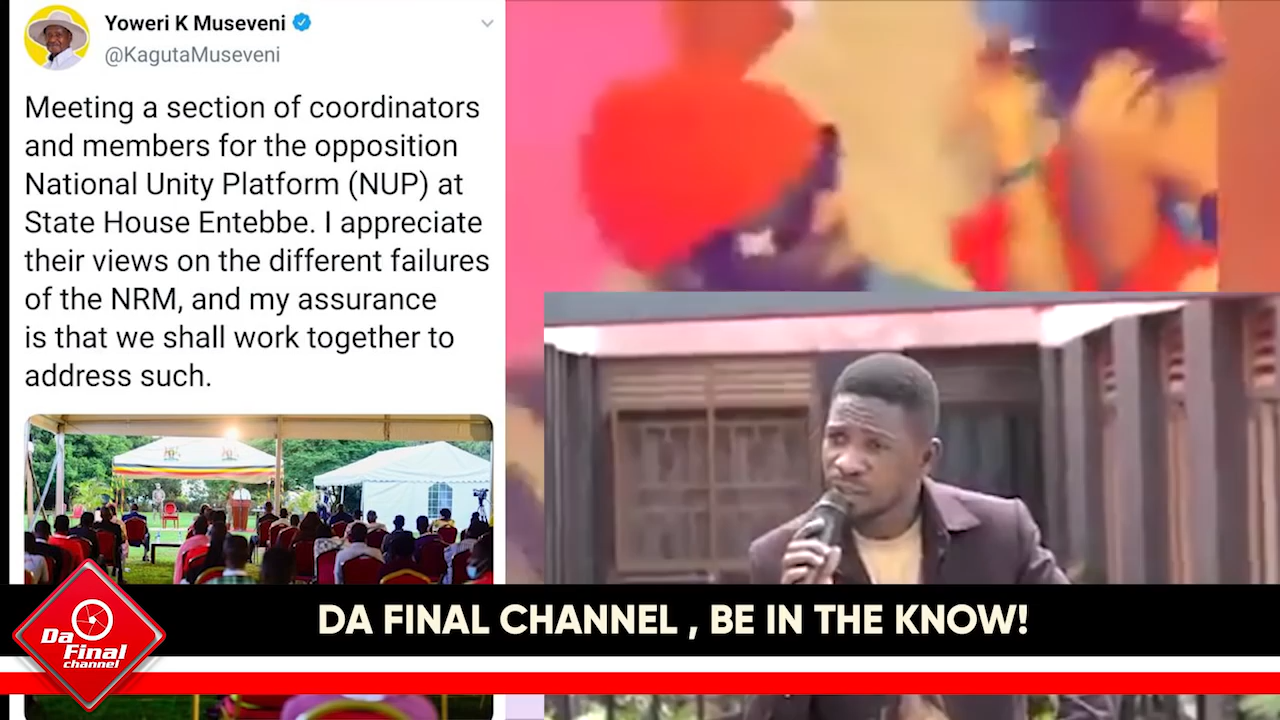 Yoweri K Museveni
@KagutaMuseveni
Meeting a section of coordinators
and members for the opposition
National Unity Platform (NUP) at
State House Entebbe. I appreciate
their views on the different failures
of the NRM, and my assurance
is that we shall work together to
address such.
DA FINAL CHANNEL , BE IN THE KNOW!
Da
Final
channel